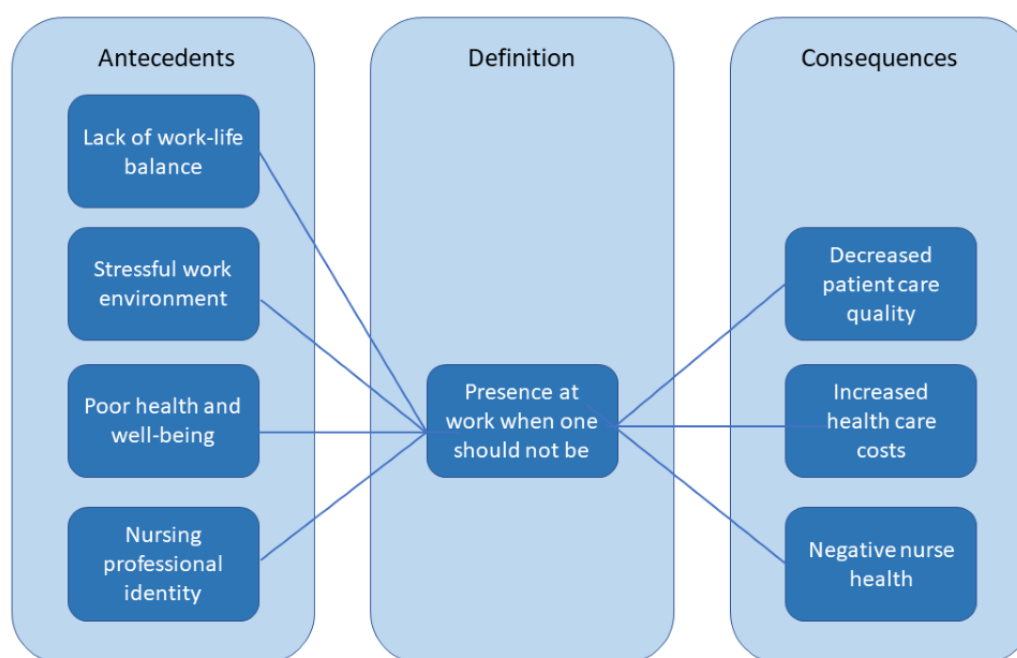 Antecedents
Lack of work-life
balance
Stressful work
environment
Poor health and
well-being
Nursing
professional
identity
Definition
Presence at
work when one
should not be
Consequences
Decreased
patient care
quality
Increased
health care
costs
Negative nurse
health